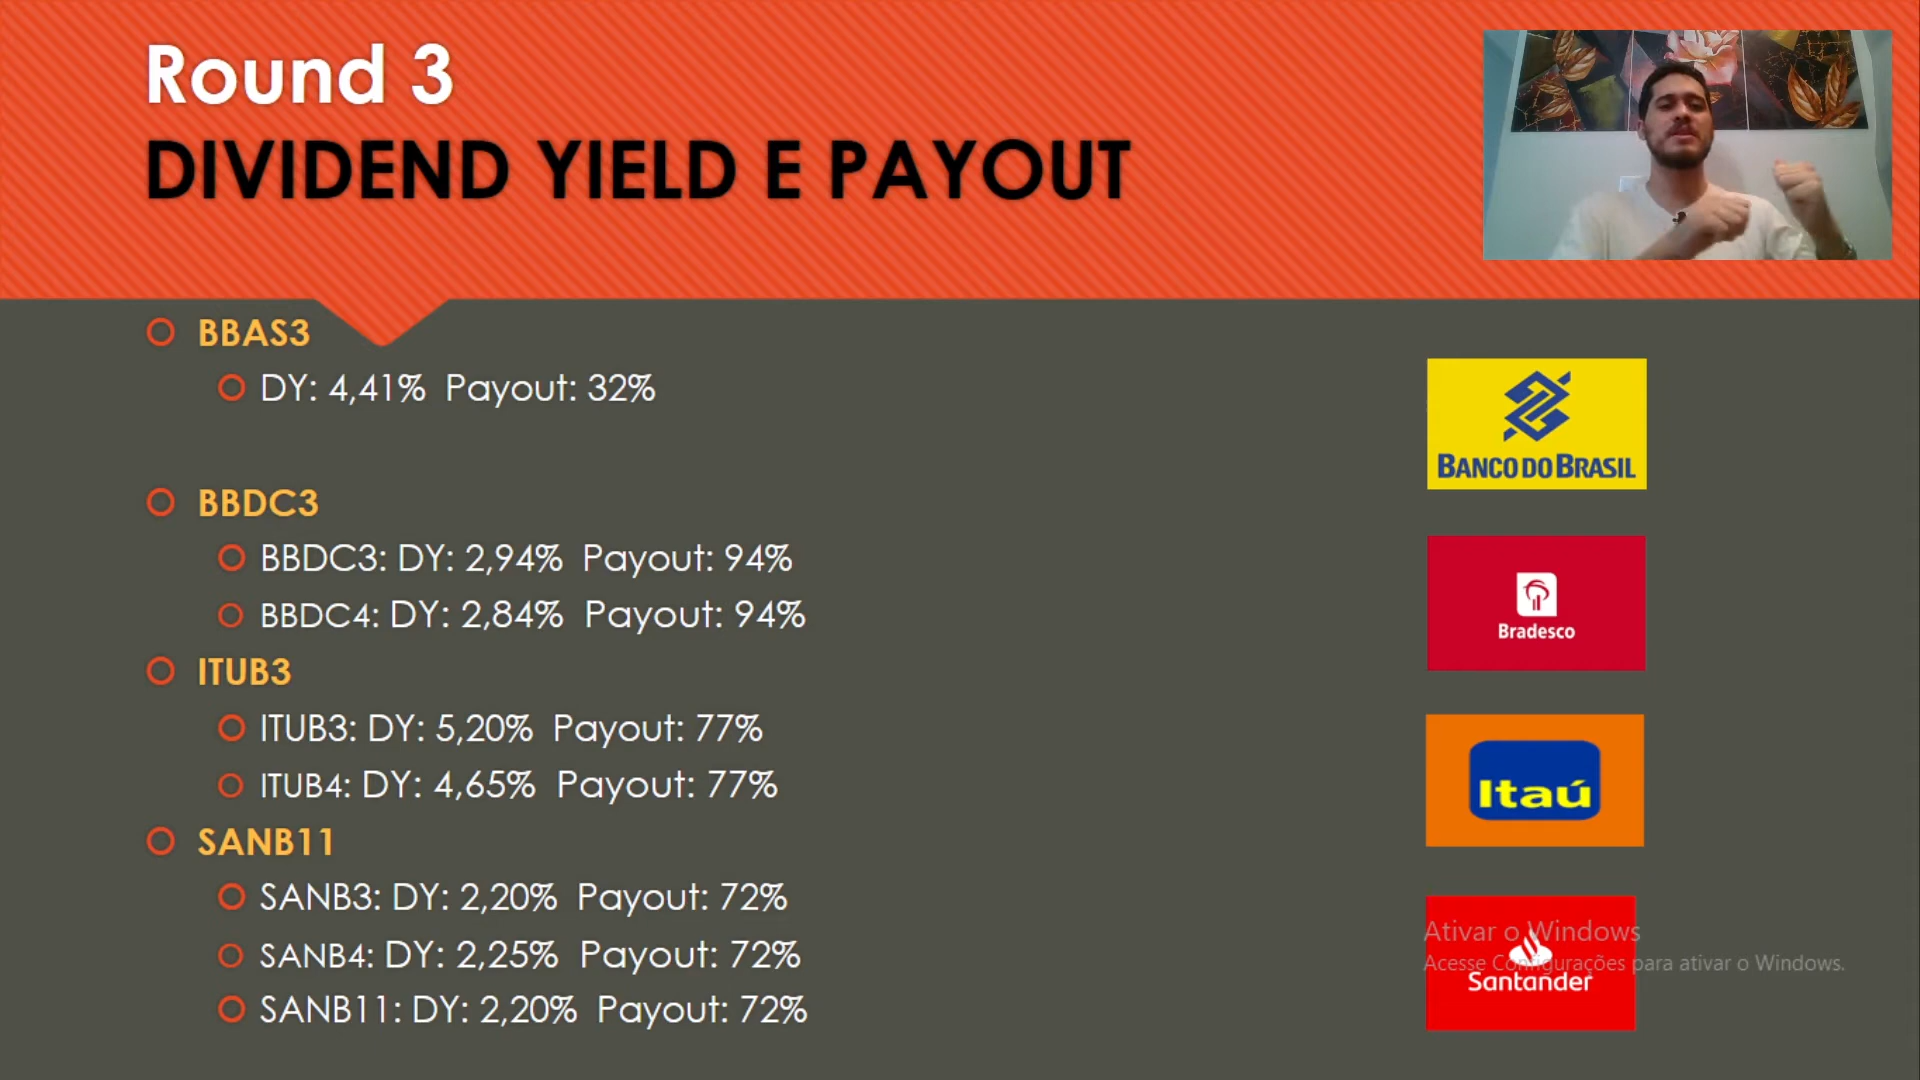 Round 3
DIVIDEND YIELD E PAYOUT
BBAS3
DY: 4,41% Payout: 32%
BBDC3
BBDC3: DY: 2,94% Payout: 94%
BBDC4: DY: 2,84% Payout: 94%
ITUB3
ITUB3: DY: 5,20% Payout: 77%
ITUB4: DY: 4,65% Payout: 77%
SANB11
SANB3: DY: 2,20% Payout: 72%
SANB4: DY: 2,25% Payout: 72%
SANB11: DY: 2,20% Payout: 72%
BANCO DO BRASIL
Bradesco
Itaú
Ativar o Windows
Acesse Configurações para ativar o Windows.
Santander